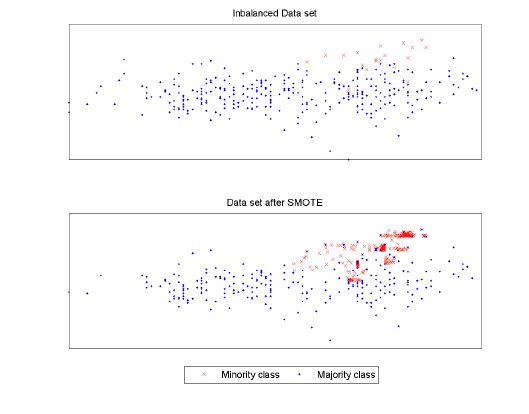 Inbalanced Data set
Data set after SMOTE
Minority class
Majority class